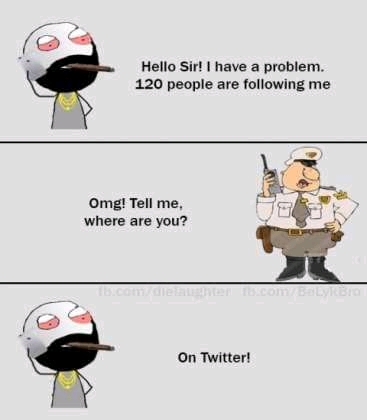 Hello Sir! I have a problem.
120 people are following me
Omg! Tell me,
where are you?
fb.com/dielaughter fb.com/BeLykBro
On Twitter!